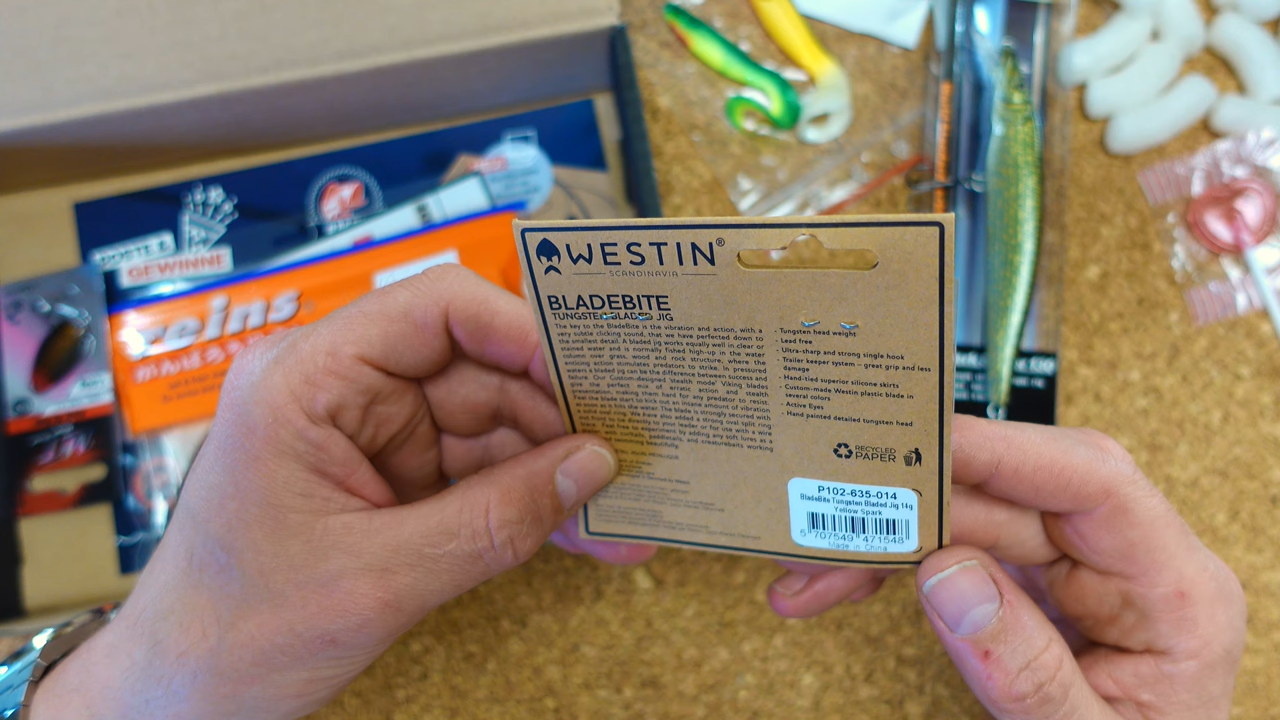 WESTIN®
SCANDINAVIA
BLADEBITE
TUNGSTEN BLADED JIG
The key to the BladeBite is the vibration and action, with a
very subtle clicking sound, that we have perfected down to
the smallest detail. A bladed jig works equally well in clear or
stained water and is normally fished high-up in the water
column over grass, wood and rock structure, where the
enticing action stimulates predators to strike. In pressured
waters a bladed jig can be the difference between success and
failure. Our Custom-designed 'stealth mode' Viking blades
give the perfect mix of erratic action and stealth
presentation, making them hard for any predator to resist.
Feel the blade start to kick out an insane amount of vibration
as soon as it hits the water. The blade is strongly secured with
a solid oval ring. We have also added a strong oval split ring
directly to your leader or for use with a wire
Feel free to experiment by adding any soft lures as a
trailer, with curltails, paddletails, and creaturebaits working
and swimming beautifully.
- Tungsten head weight
- Lead free
- Ultra-sharp and strong single hook
- Trailer keeper system – great grip and less
damage
- Hand-tied superior silicone skirts
- Custom-made Westin plastic blade in
several colors
- Active Eyes
- Hand painted detailed tungsten head
RECYCLED
PAPER
P102-635-014
BladeBite Tungsten Bladed Jig 14g
Yellow Spark
5 707549 471548
Made in China
GEWINNE
reins